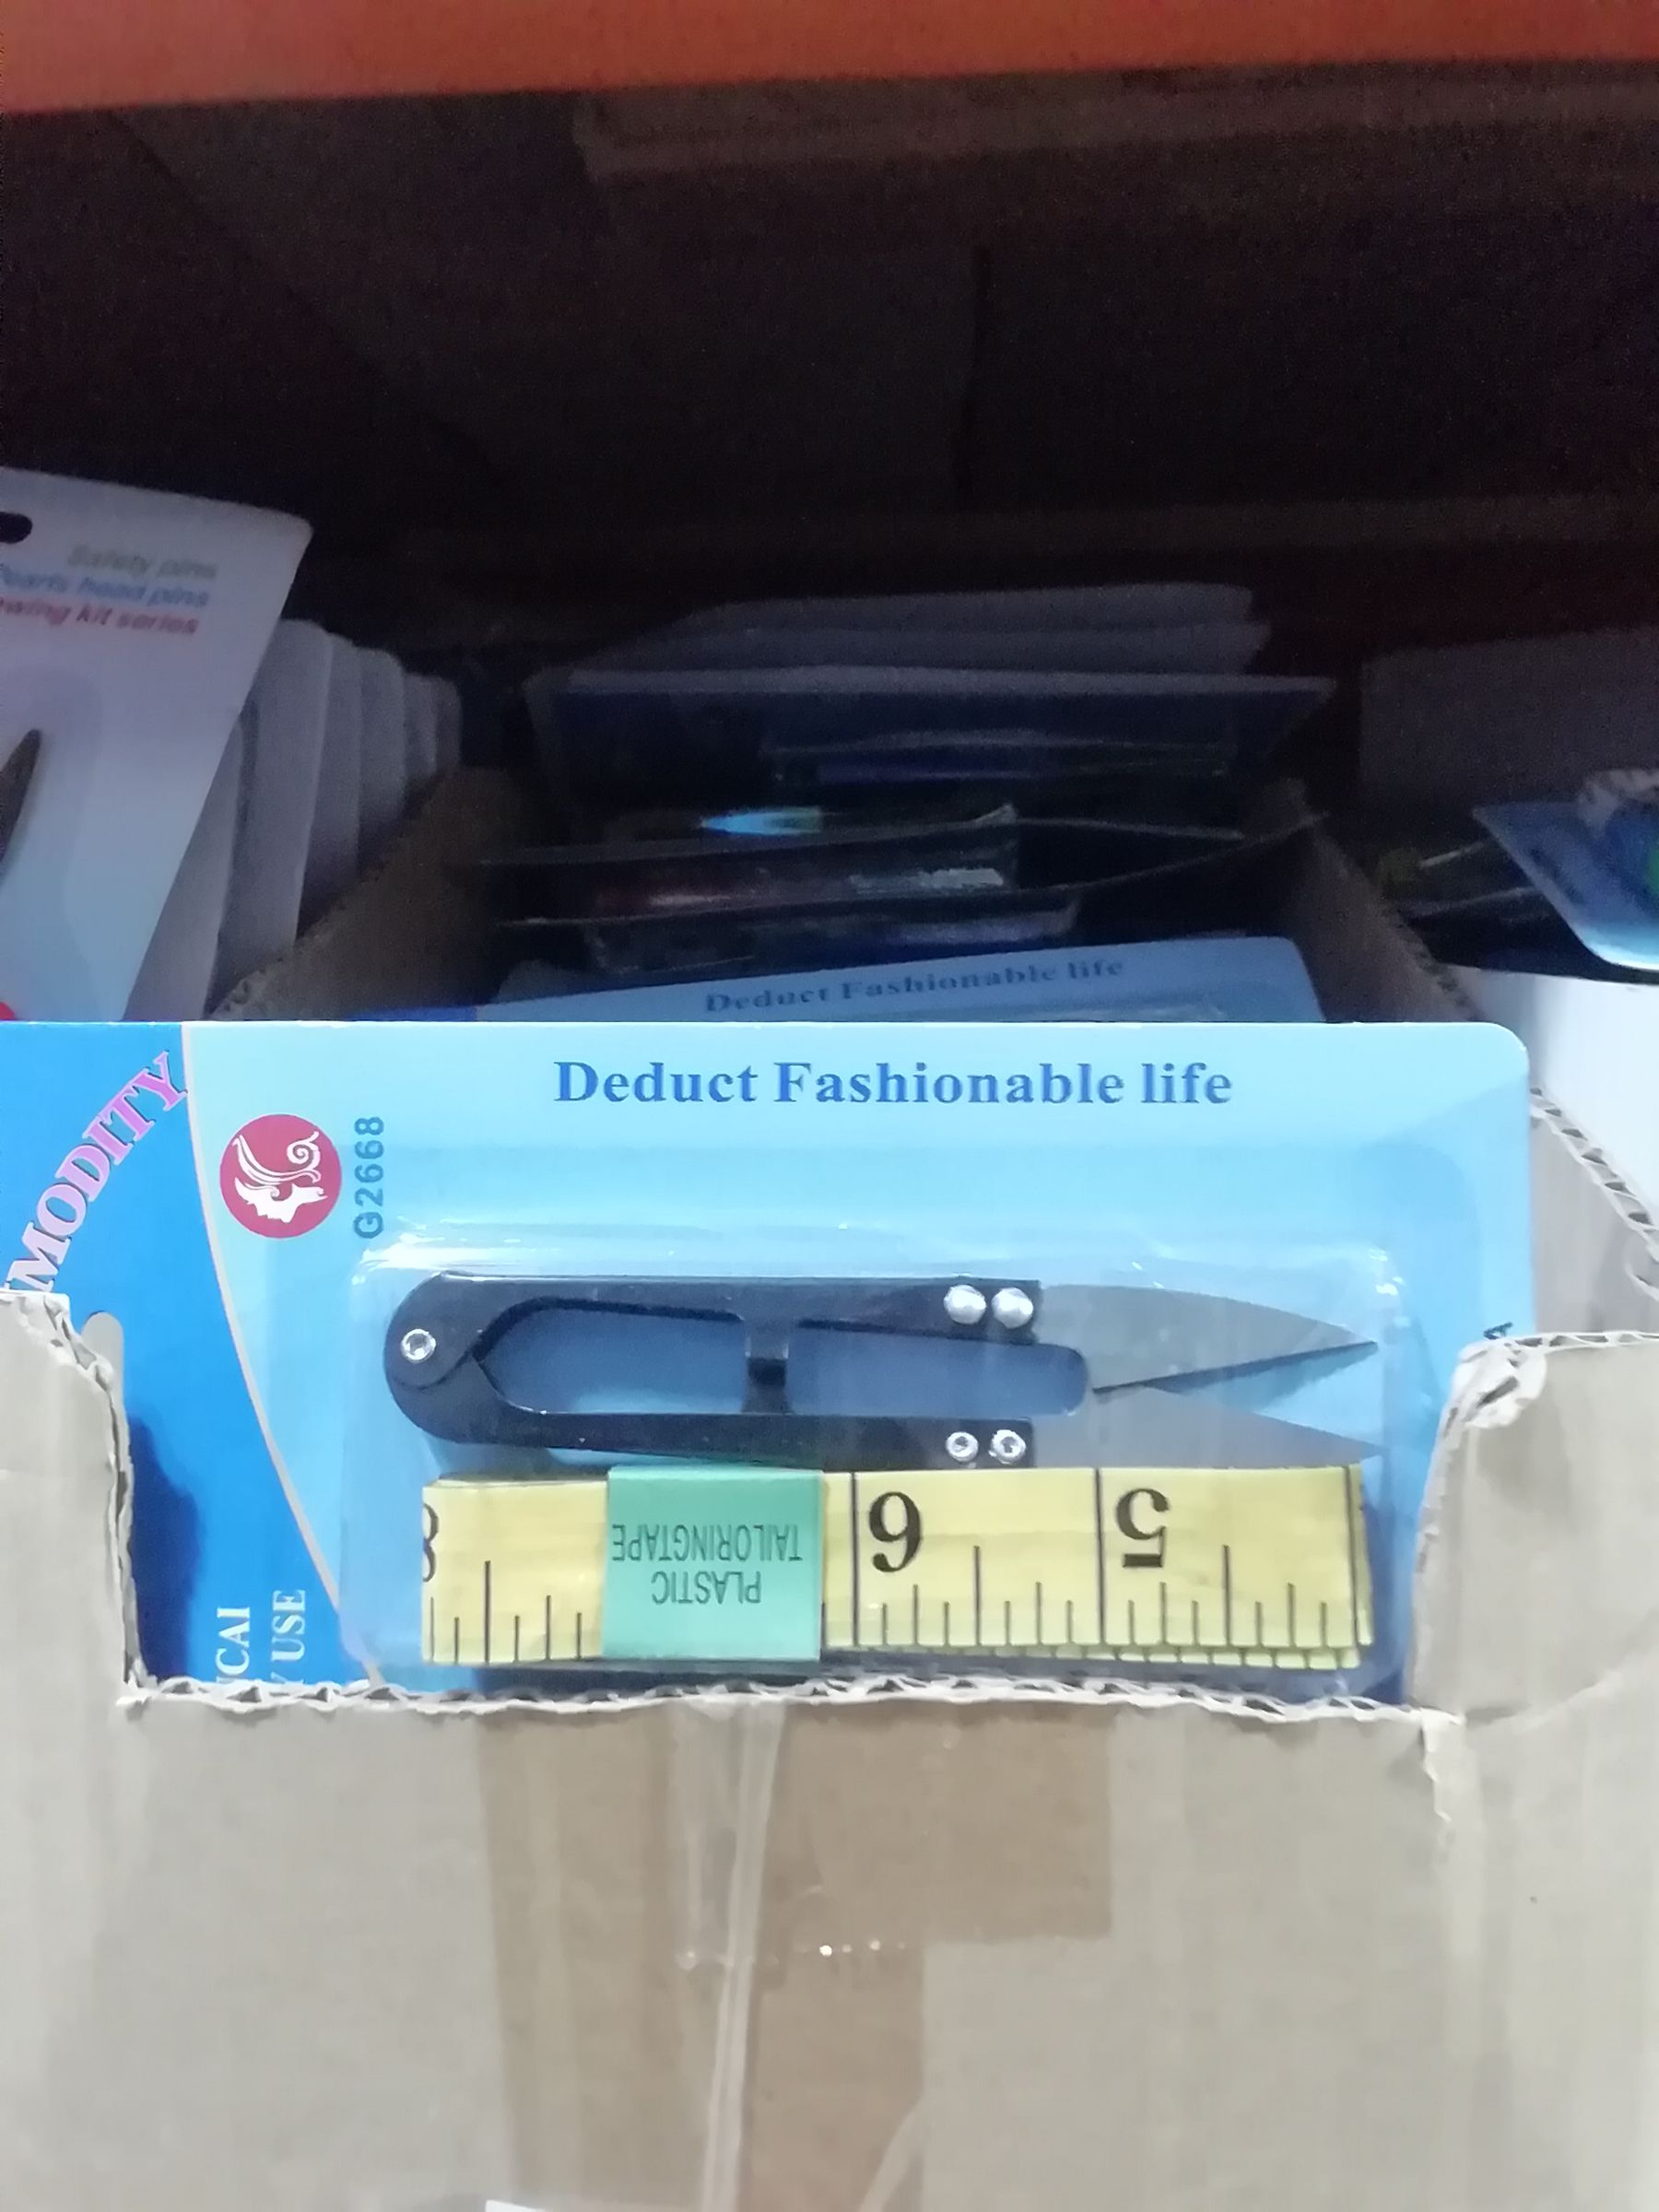 Safety pins
Pearls head pins
ewing kit series
Deduct Fashionable life
Deduct Fashionable life
MODITY
G2668
PLASTIC
TAILORINGTAPE
8
6
5
ICAI
Y USE